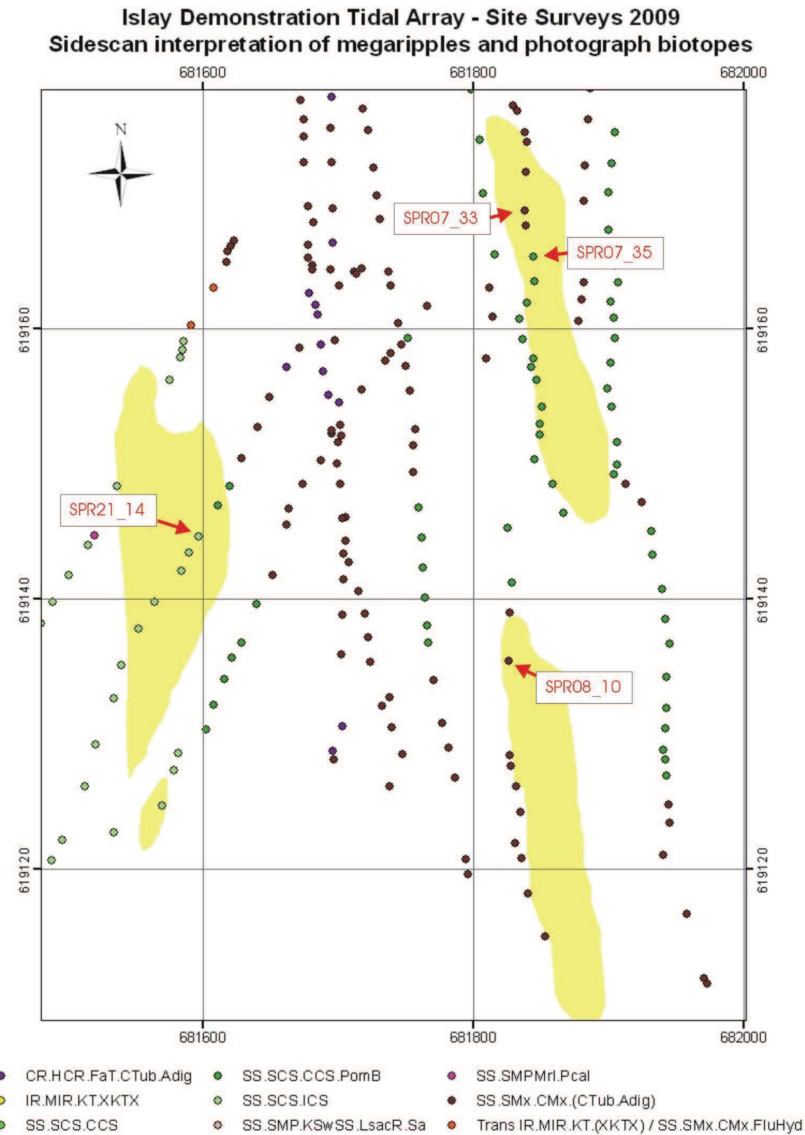 Islay Demonstration Tidal Array - Site Surveys 2009
Sidescan interpretation of megaripples and photograph biotopes
681600 681800 682000
N
SPR07_33
SPR07_35
619160 619160
SPR21_14
619140 619140
SPR08_10
619120 619120
681600 681800 682000
CR.HCR.FaT.CTub.Adig SS.SCS.CCS.PomB SS.SMPMrl.Pcal
IR.MIR.KT.XKTX SS.SCS.ICS SS.SMx.CMx.(CTub.Adig)
SS.SCS.CCS SS.SMP.KSwSS.LsacR.Sa Trans IR.MIR.KT.(XKTX) / SS.SMx.CMx.FluHyd